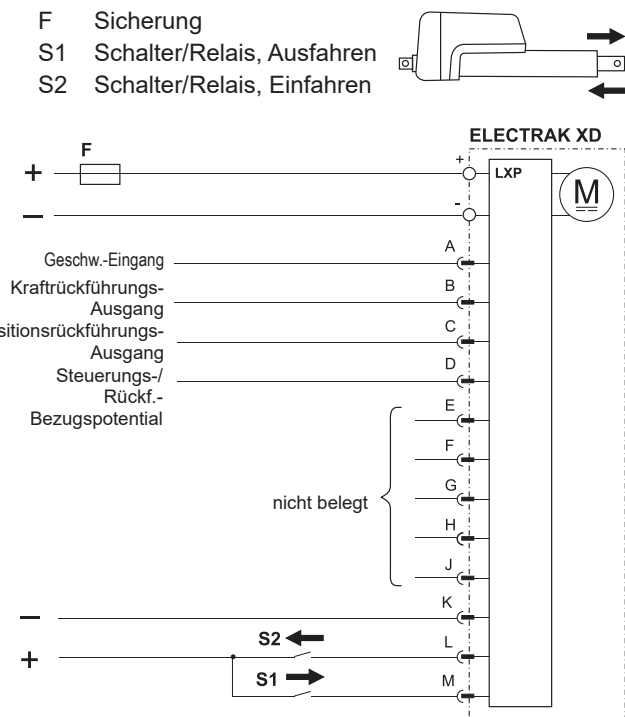 F Sicherung
S1 Schalter/Relais, Ausfahren
S2 Schalter/Relais, Einfahren
ELECTRAK XD
F
+
+
LXP
M
–
-
A
Geschw.-Eingang
B
Kraftrückführungs-
Ausgang
C
sitionsrückführungs-
Ausgang
D
Steuerungs-/
Rückf.-
Bezugspotential
E
F
G
nicht belegt
H
J
K
–
S2
L
+
S1
M